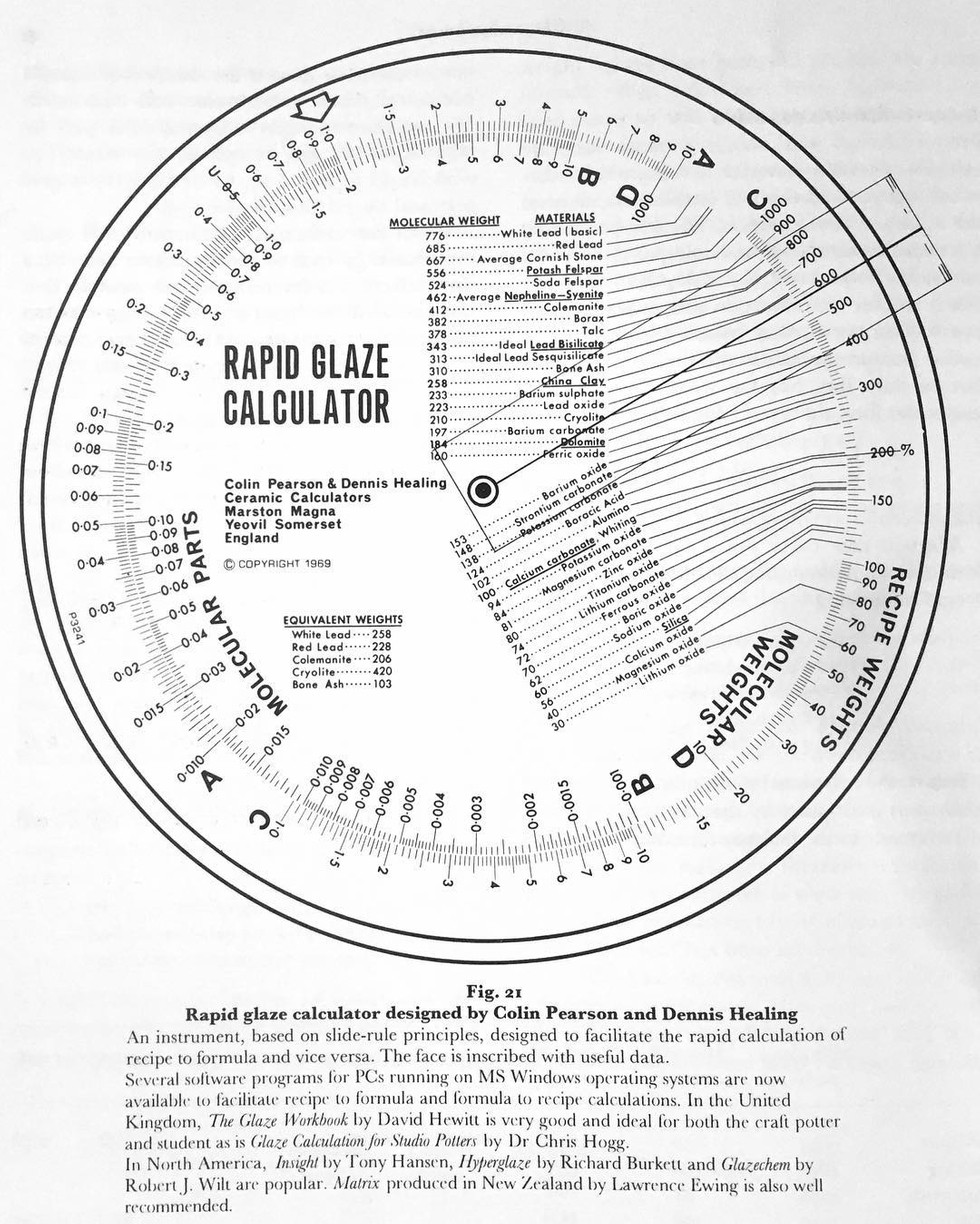 RAPID GLAZE
CALCULATOR
Colin Pearson & Dennis Healing
Ceramic Calculators
Marston Magna
Yeovil Somerset
England
© COPYRIGHT 1969
MOLECULAR WEIGHT MATERIALS
776 White Lead (basic)
685 Red Lead
667 Average Cornish Stone
556 Potash Felspar
524 Soda Felspar
462 Average Nepheline–Syenite
412 Colemanite
382 Borax
378 Talc
343 Ideal Lead Bisilicate
313 Ideal Lead Sesquisilicate
310 Bone Ash
258 China Clay
233 Barium sulphate
223 Lead oxide
210 Cryolite
197 Barium carbonate
184 Dolomite
160 Ferric oxide
153 Barium oxide
148 Strontium carbonate
138 Potassium carbonate
124 Boracic Acid
102 Alumina
100 Calcium carbonate, Whiting
94 Potassium oxide
84 Magnesium carbonate
81 Zinc oxide
80 Titanium oxide
74 Lithium carbonate
72 Ferrous oxide
70 Boric oxide
62 Sodium oxide
60 Silica
56 Calcium oxide
40 Magnesium oxide
30 Lithium oxide
EQUIVALENT WEIGHTS
White Lead 258
Red Lead 228
Colemanite 206
Cryolite 420
Bone Ash 103
MOLECULAR PARTS
MOLECULAR
WEIGHTS
RECIPE WEIGHTS
P3241
A
B
D
C
A
C
B
D
1·0 1·5 2 3 4 5 6 7 8 9 10
1000 900 800 700 600 500 400 300 200 % 150 100 90 80 70 60 50 40 30 20 15 10 9 8 7 6 5 4 3 2 1·5 1·0
0·9 0·8 0·7 0·6 0·5 0·4 0·3 0·2 0·15 0·1 0·09 0·08 0·07 0·06 0·05 0·04 0·03 0·02 0·015 0·010
10 9 8 7 6 5 4 3 2 1·5 1·0 0·9 0·8 0·7 0·6 0·5 0·4 0·3 0·2 0·15 0·10 0·09 0·08 0·07 0·06 0·05 0·04 0·03 0·02 0·015 0·010 0·009 0·008 0·007 0·006 0·005 0·004 0·003 0·002 0·0015 0·001
1000
10
Fig. 21
Rapid glaze calculator designed by Colin Pearson and Dennis Healing
An instrument, based on slide-rule principles, designed to facilitate the rapid calculation of
recipe to formula and vice versa. The face is inscribed with useful data.
Several software programs for PCs running on MS Windows operating systems are now
available to facilitate recipe to formula and formula to recipe calculations. In the United
Kingdom, The Glaze Workbook by David Hewitt is very good and ideal for both the craft potter
and student as is Glaze Calculation for Studio Potters by Dr Chris Hogg.
In North America, Insight by Tony Hansen, Hyperglaze by Richard Burkett and Glazechem by
Robert J. Wilt are popular. Matrix produced in New Zealand by Lawrence Ewing is also well
recommended.